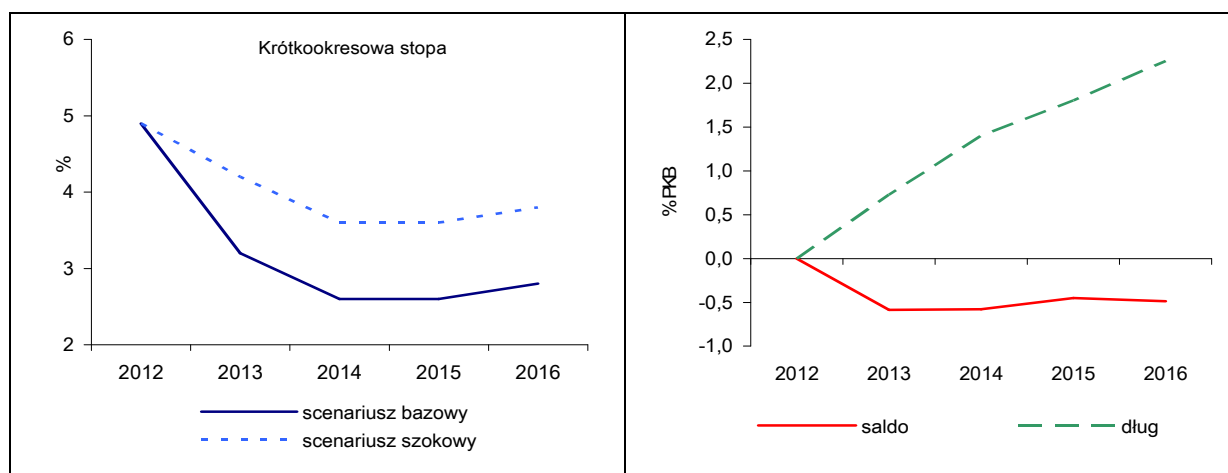 Krótkookresowa stopa
%
6
5
4
3
2
2012 2013 2014 2015 2016
scenariusz bazowy
scenariusz szokowy
%PKB
2,5
2,0
1,5
1,0
0,5
0,0
-0,5
-1,0
2012 2013 2014 2015 2016
saldo dług